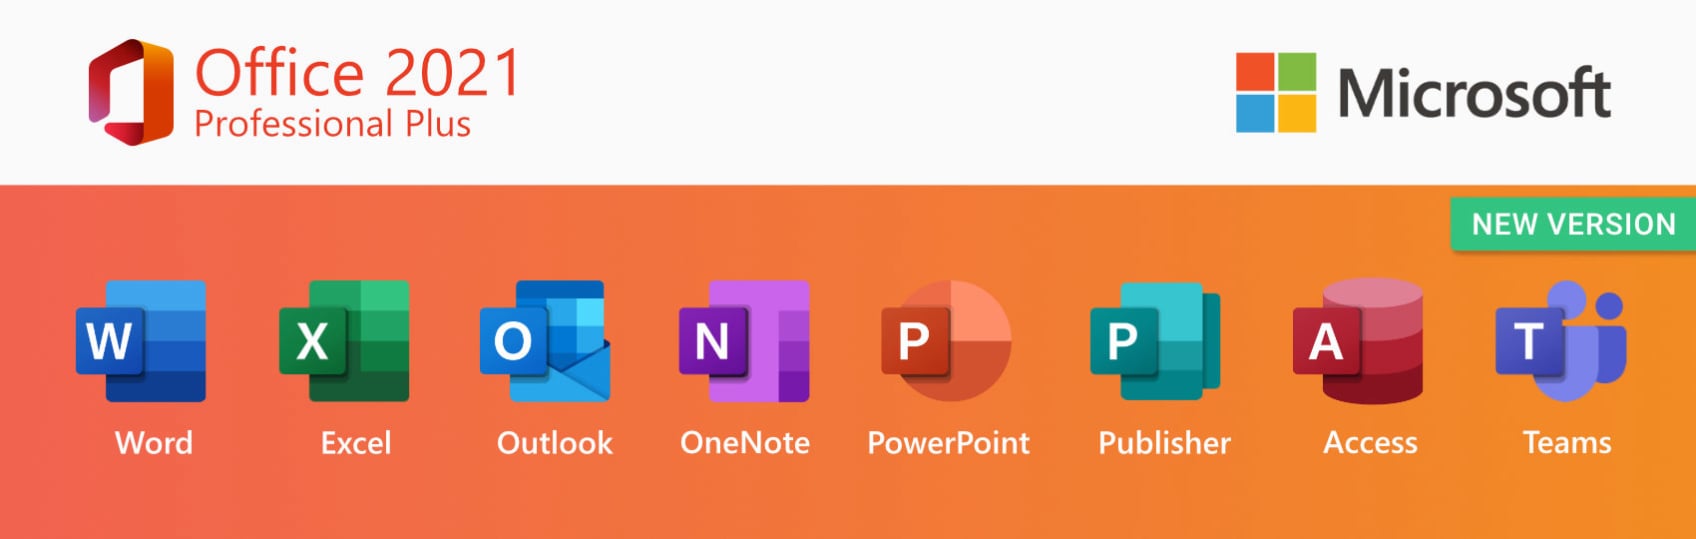 Office 2021
Professional Plus
Microsoft
NEW VERSION
W
X
O
N
P
P
A
T
Word
Excel
Outlook
OneNote
PowerPoint
Publisher
Access
Teams